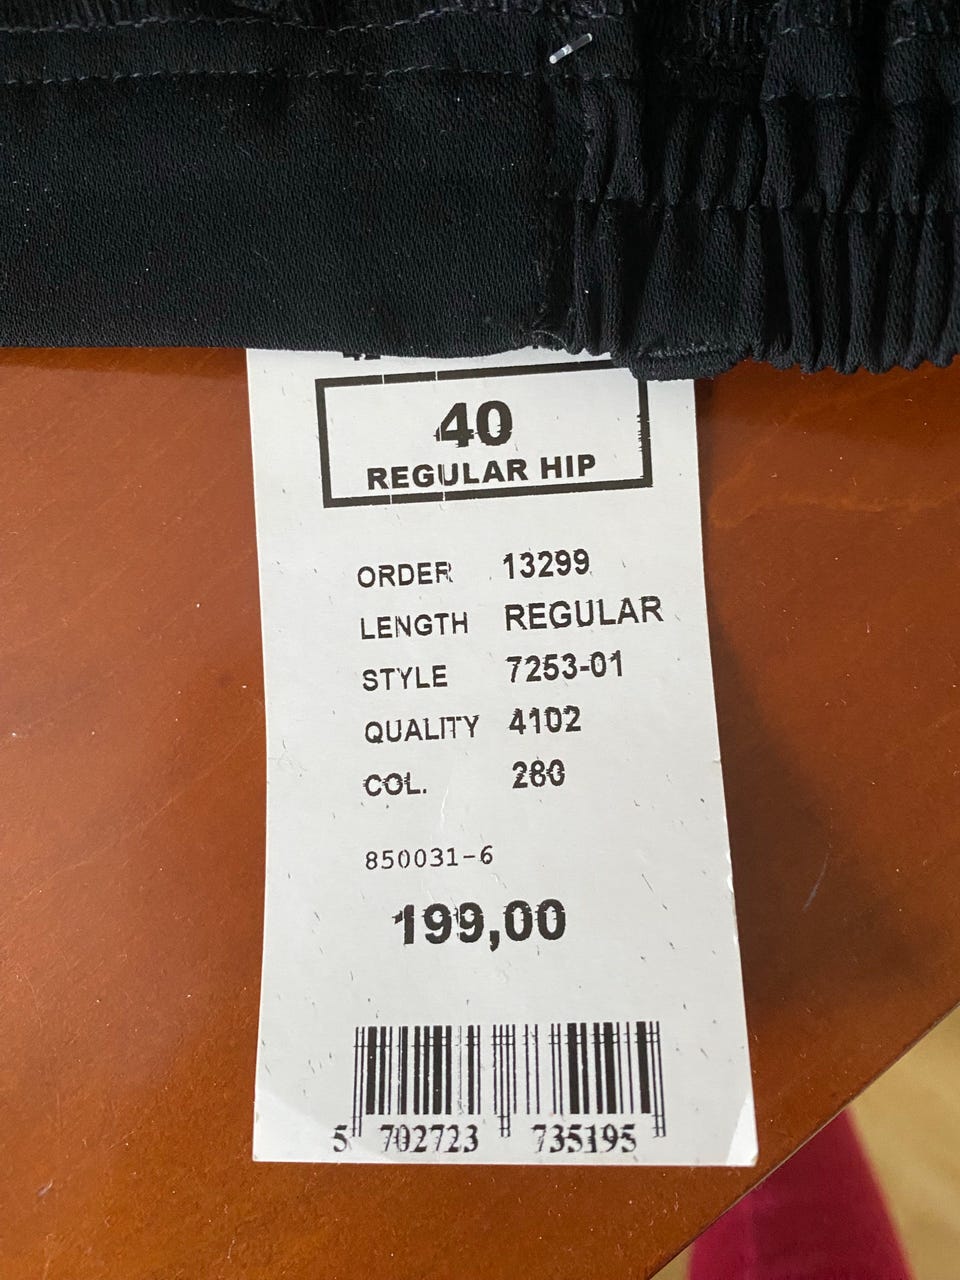 40
REGULAR HIP
ORDER 13299
LENGTH REGULAR
STYLE 7253-01
QUALITY 4102
COL. 280
850031-6
199,00
5 702723 735195